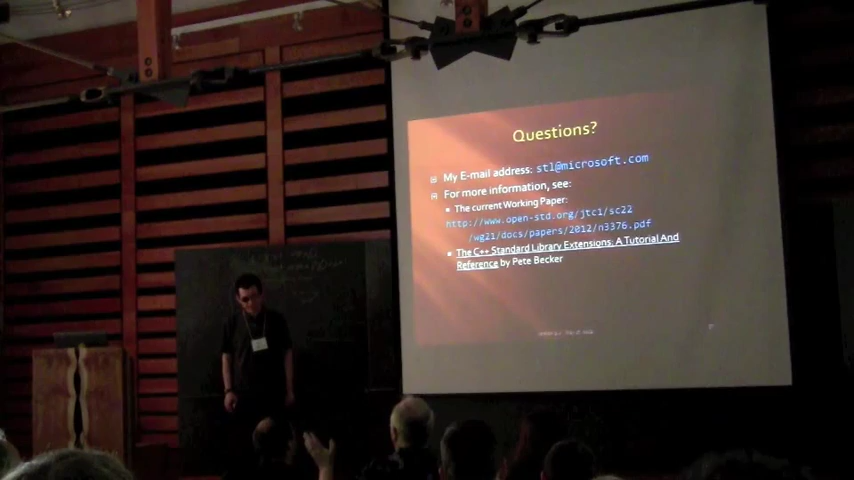 Questions?
My E-mail address: stl@microsoft.com
For more information, see:
The current Working Paper:
http://www.open-std.org/jtc1/sc22
/wg21/docs/papers/2012/n3376.pdf
The C++ Standard Library Extensions: A Tutorial And
Reference by Pete Becker